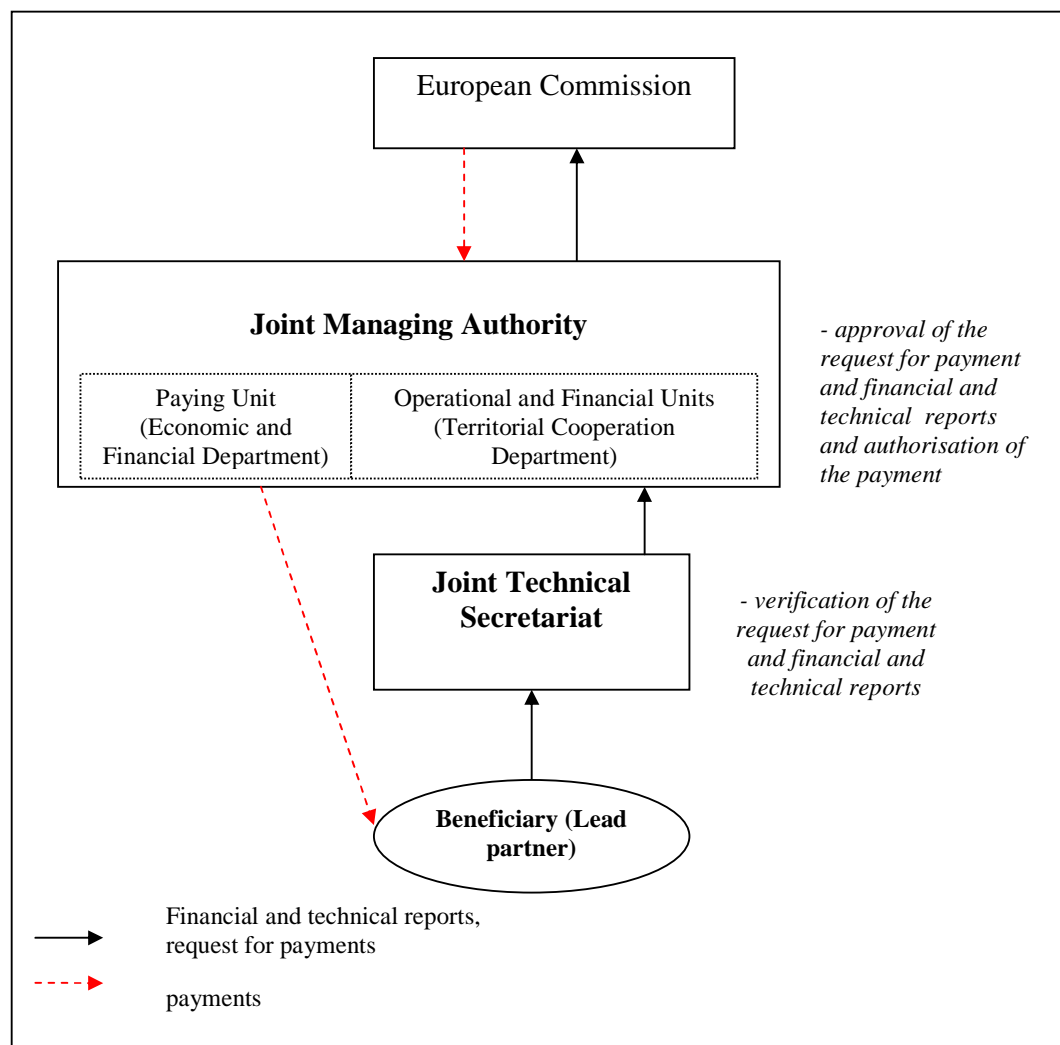 European Commission
Joint Managing Authority
Paying Unit
(Economic and
Financial Department)
Operational and Financial Units
(Territorial Cooperation
Department)
- approval of the
request for payment
and financial and
technical reports
and authorisation of
the payment
Joint Technical
Secretariat
- verification of the
request for payment
and financial and
technical reports
Beneficiary (Lead
partner)
Financial and technical reports,
request for payments
payments